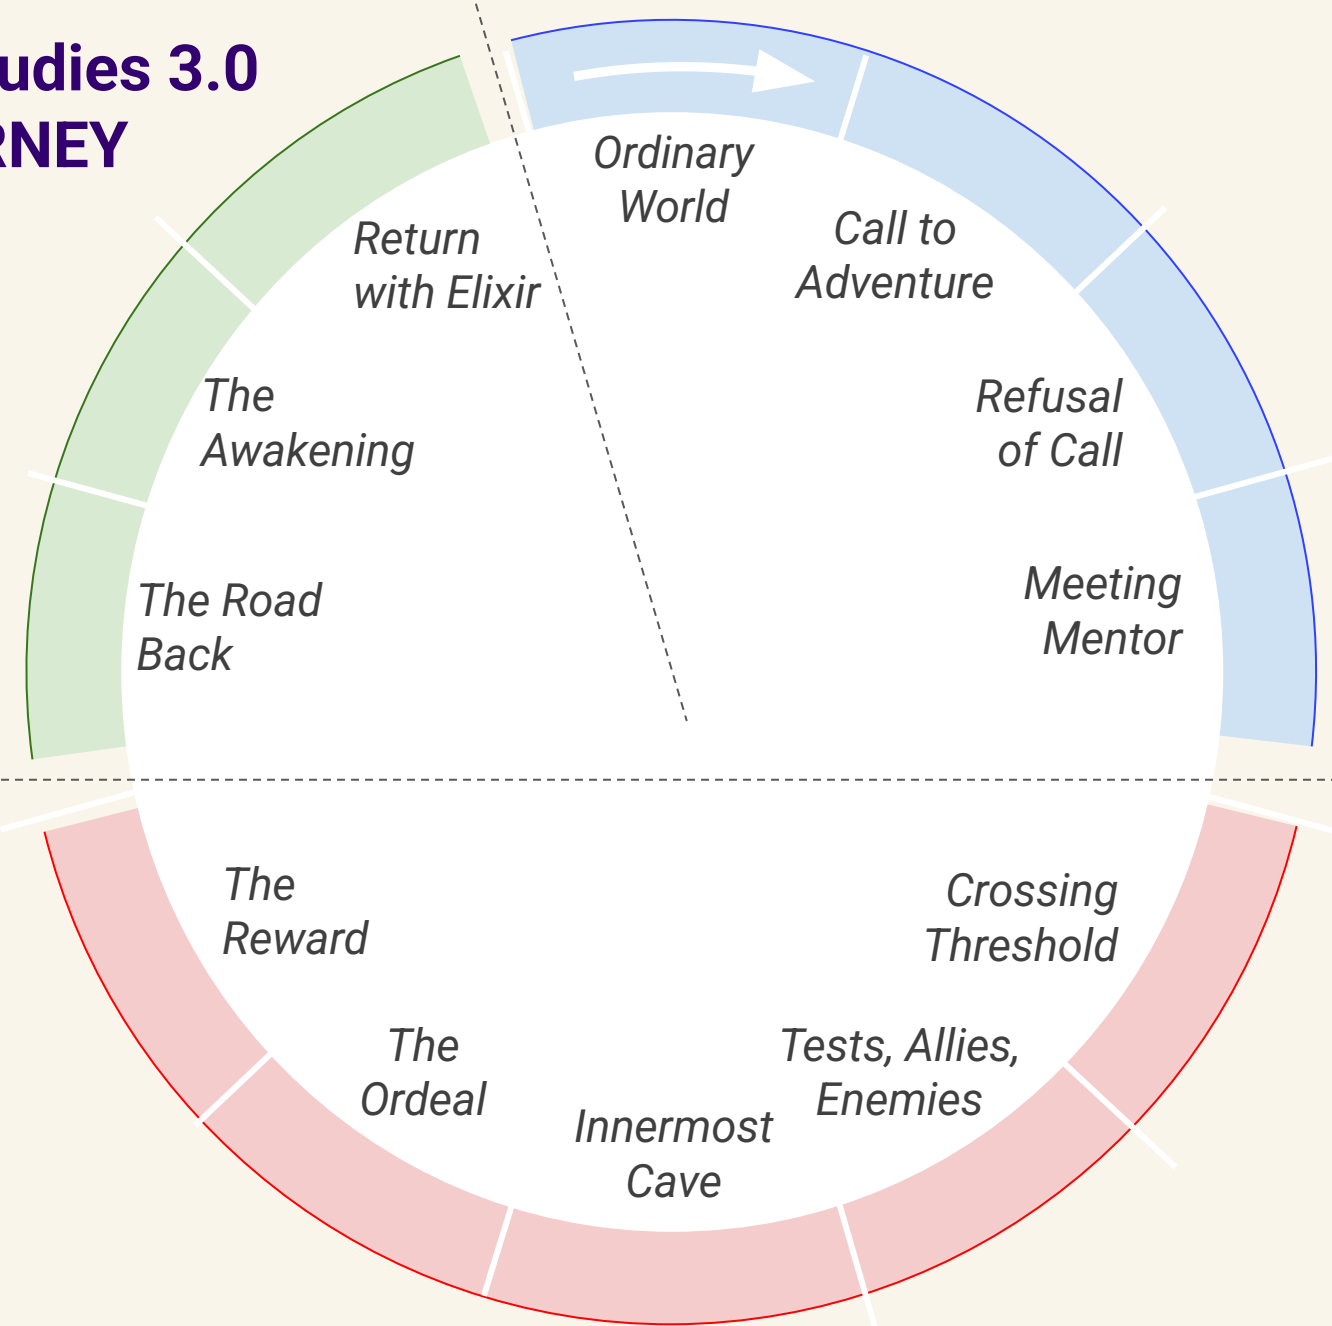 udies 3.0
RNEY
Ordinary
World
Call to
Adventure
Refusal
of Call
Meeting
Mentor
Crossing
Threshold
Tests, Allies,
Enemies
Innermost
Cave
The
Ordeal
The
Reward
The Road
Back
The
Awakening
Return
with Elixir